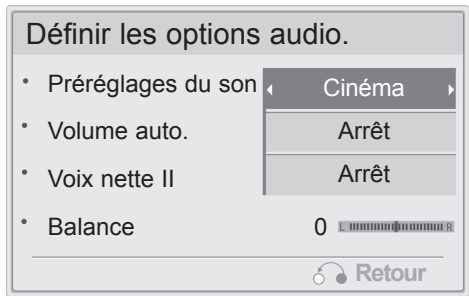 Définir les options audio.
• Préréglages du son Cinéma
• Volume auto. Arrêt
• Voix nette II Arrêt
• Balance 0 L R
Retour